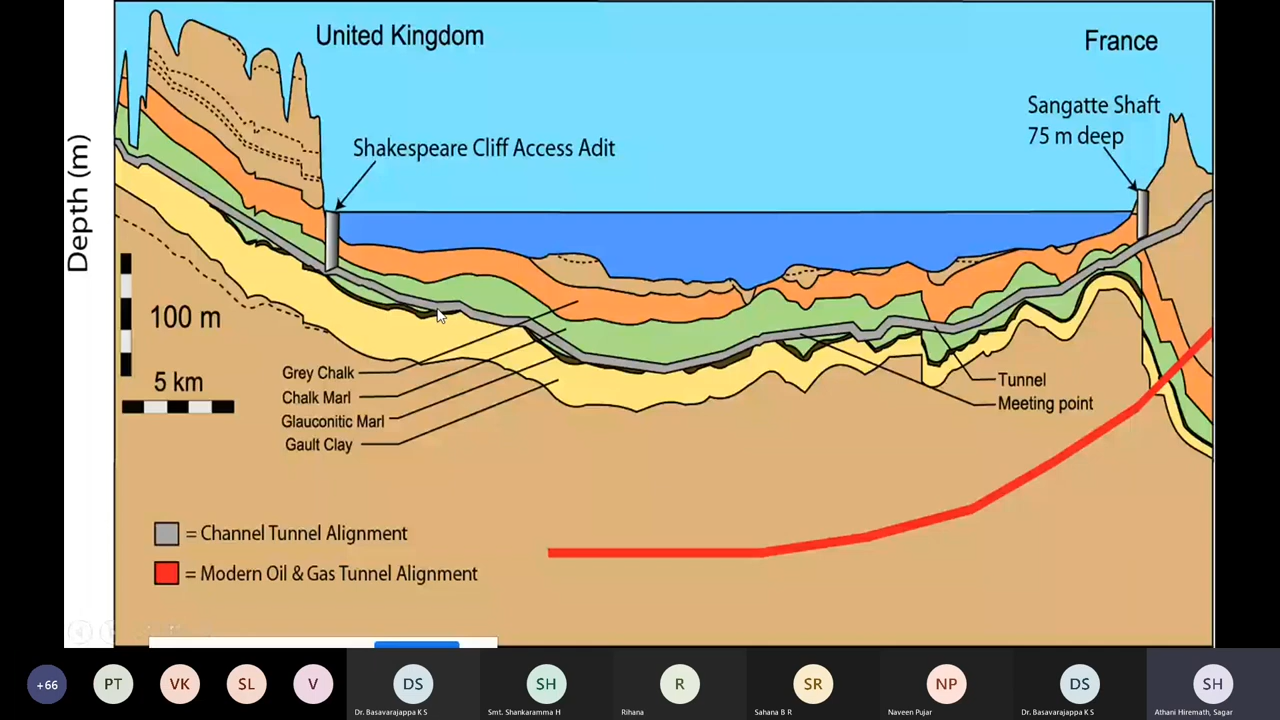 United Kingdom
France
Sangatte Shaft
75 m deep
Shakespeare Cliff Access Adit
Depth (m)
100 m
5 km
Grey Chalk
Chalk Marl
Glauconitic Marl
Gault Clay
Tunnel
Meeting point
= Channel Tunnel Alignment
= Modern Oil & Gas Tunnel Alignment
+66
PT
VK
SL
V
DS
SH
R
SR
NP
DS
SH
Dr. Basavarajappa K S
Smt. Shankaramma H
Rihana
Sahana B R
Naveen Pujar
Dr. Basavarajappa K S
Athani Hiremath, Sagar